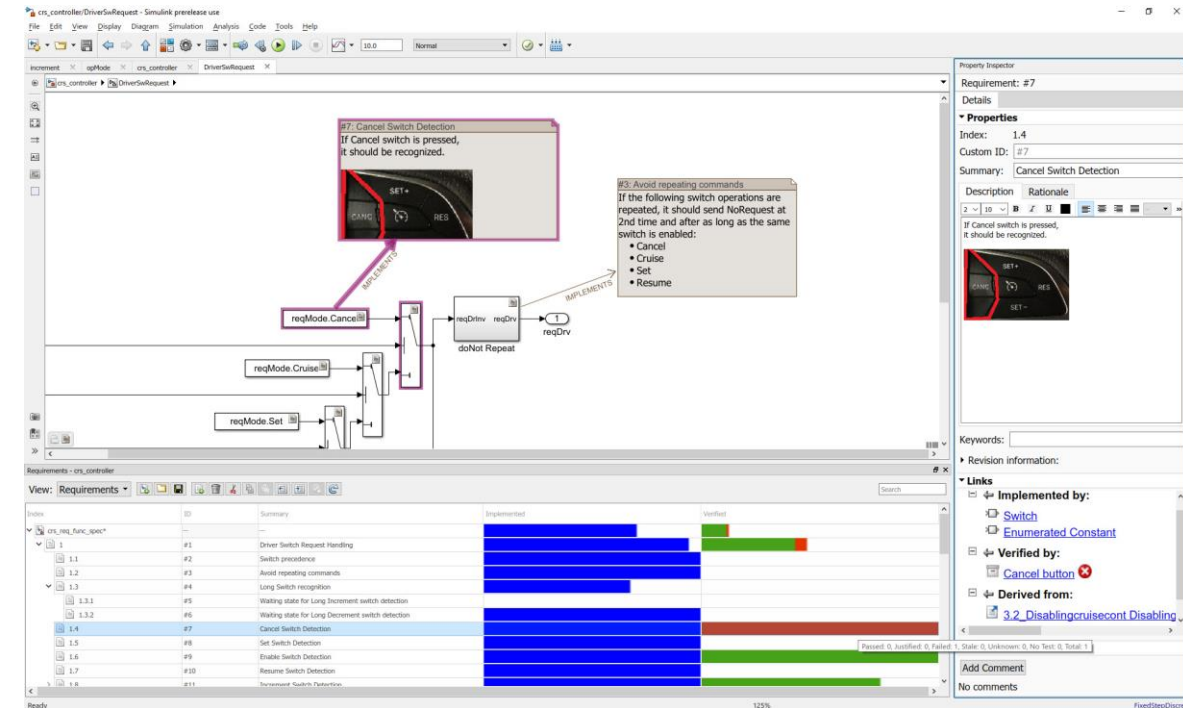 crs_controller/DriverSwRequest - Simulink prerelease use
File Edit View Display Diagram Simulation Analysis Code Tools Help
10.0 Normal
increment opMode crs_controller DriverSwRequest
crs_controller DriverSwRequest
#7: Cancel Switch Detection
If Cancel switch is pressed,
it should be recognized.
SET+
CANC
RES
#3: Avoid repeating commands
If the following switch operations are
repeated, it should send NoRequest at
2nd time and after as long as the same
switch is enabled:
• Cancel
• Cruise
• Set
• Resume
IMPLEMENTS
IMPLEMENTS
reqMode.Cancel
reqDrInv reqDrv
1
reqDrv
doNot Repeat
reqMode.Cruise
reqMode.Set
Requirements - crs_controller
View: Requirements
Search
Index ID Summary Implemented Verified
crs_req_func_spec*
1 #1 Driver Switch Request Handling
1.1 #2 Switch precedence
1.2 #3 Avoid repeating commands
1.3 #4 Long Switch recognition
1.3.1 #5 Waiting state for Long Increment switch detection
1.3.2 #6 Waiting state for Long Decrement switch detection
1.4 #7 Cancel Switch Detection
1.5 #8 Set Switch Detection
Passed: 0, Justified: 0, Failed: 1, Stale: 0, Unknown: 0, No Test: 0, Total: 1
1.6 #9 Enable Switch Detection
1.7 #10 Resume Switch Detection
1.8 #11 Increment Switch Detection
Ready 125% FixedStepDiscre
Property Inspector
Requirement: #7
Details
Properties
Index: 1.4
Custom ID: #7
Summary: Cancel Switch Detection
Description Rationale
2 10 B I U
If Cancel switch is pressed,
it should be recognized.
SET+
CANC
RES
SET-
Keywords:
Revision information:
Links
Implemented by:
Switch
Enumerated Constant
Verified by:
Cancel button
Derived from:
3.2_Disablingcruisecont Disabling
Add Comment
No comments